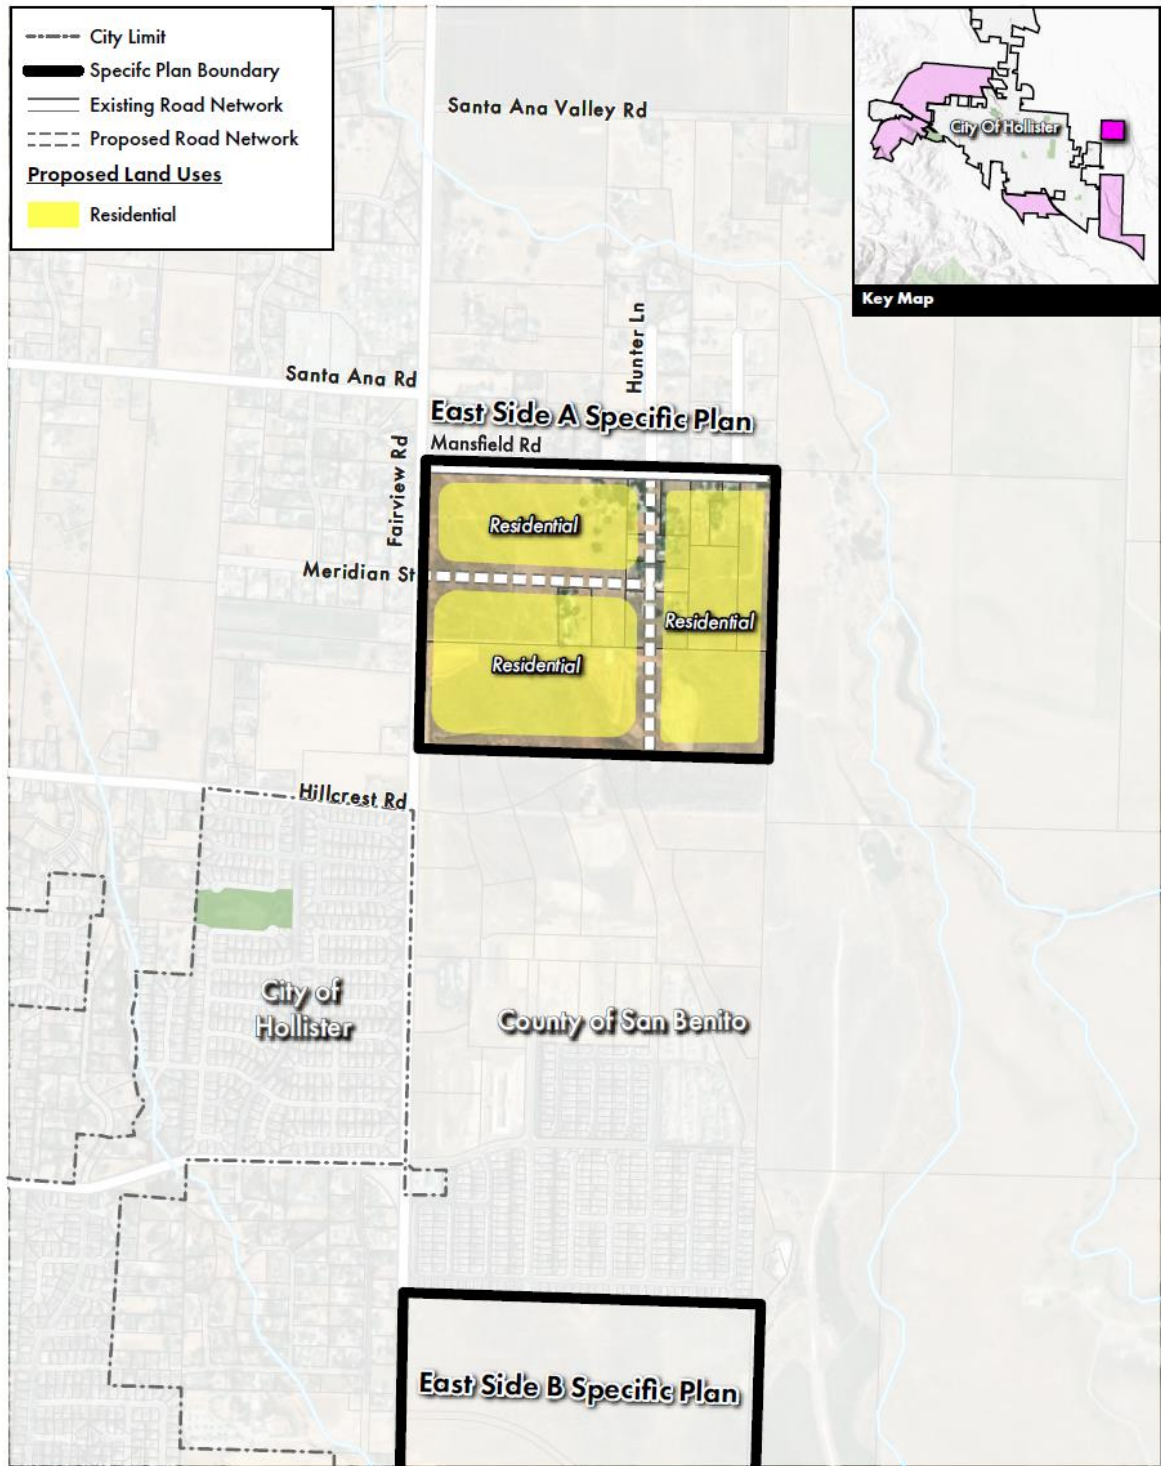 City Limit
Specifc Plan Boundary
Existing Road Network
Proposed Road Network
Proposed Land Uses
Residential
City Of Hollister
Key Map
Santa Ana Valley Rd
Hunter Ln
Santa Ana Rd
East Side A Specific Plan
Mansfield Rd
Fairview Rd
Residential
Meridian St
Residential
Residential
Hillcrest Rd
City of
Hollister
County of San Benito
East Side B Specific Plan